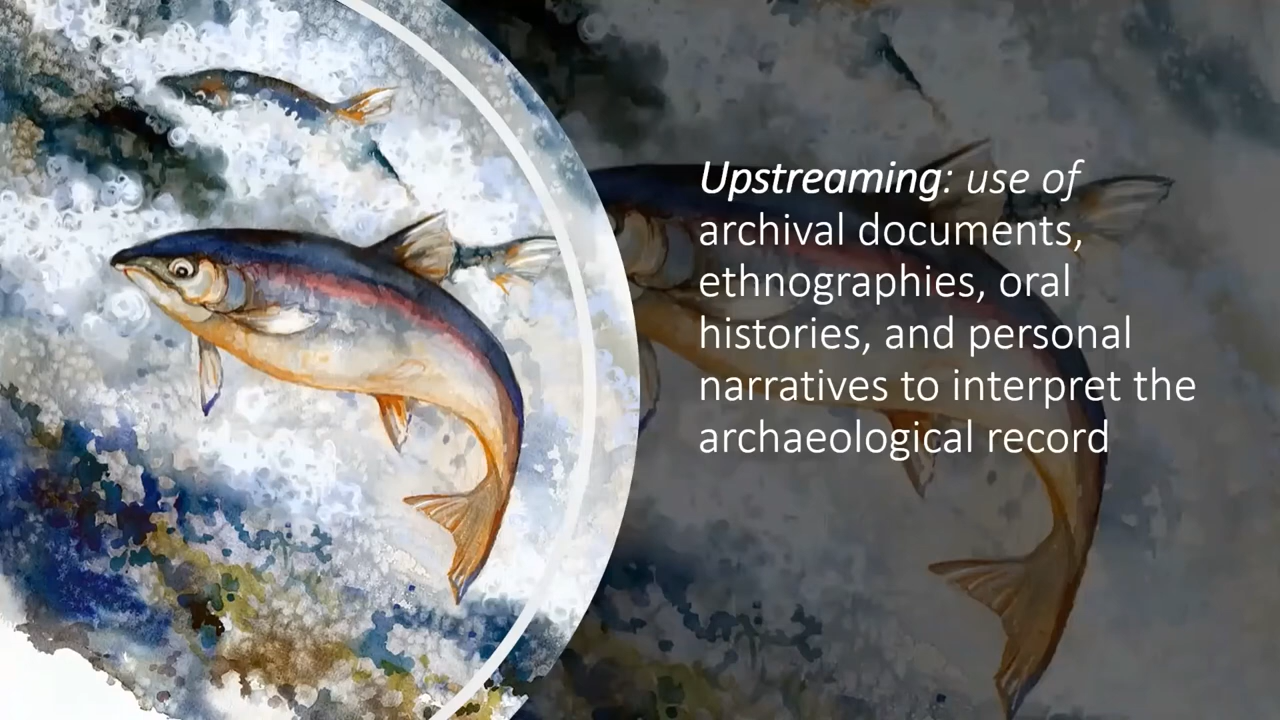 Upstreaming: use of
archival documents,
ethnographies, oral
histories, and personal
narratives to interpret the
archaeological record